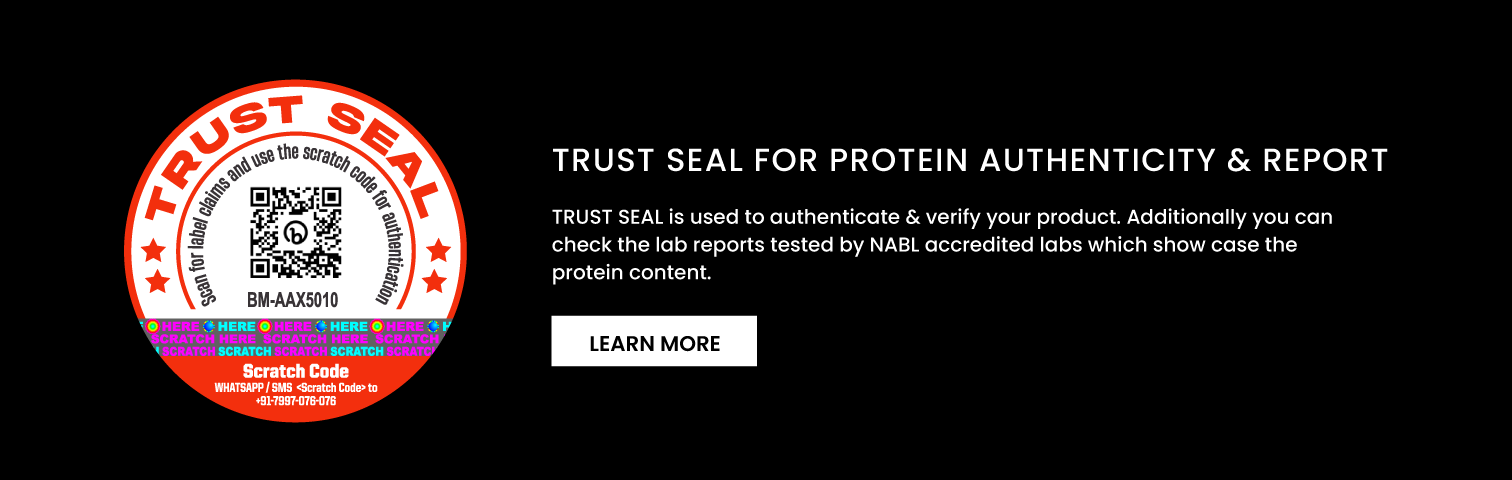 TRUST SEAL
Scan for label claims and use the scratch code for authentication
b
BM-AAX5010
HERE HERE HERE HERE HERE H
SCRATCH HERE SCRATCH HERE
H SCRATCH SCRATCH SCRATCH SCRATCH SCRATCH
Scratch Code
WHATSAPP / SMS <Scratch Code> to
+91-7997-076-076
TRUST SEAL FOR PROTEIN AUTHENTICITY & REPORT
TRUST SEAL is used to authenticate & verify your product. Additionally you can
check the lab reports tested by NABL accredited labs which show case the
protein content.
LEARN MORE